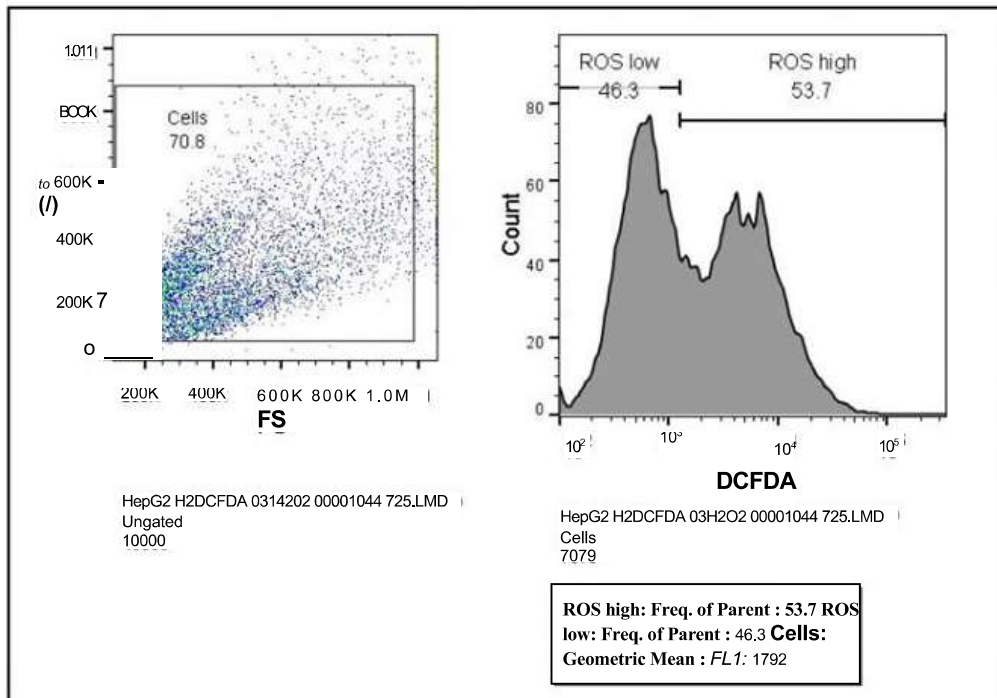 1.011
BOOK
to 600K -
(/)
400K
200K 7
o
Cells
70.8
200K 400K 600K 800K 1.0M
FS
HepG2 H2DCFDA 0314202 00001044 725.LMD
Ungated
10000
ROS low
46.3
ROS high
53.7
80
60
40
20
0
Count
10² 10³ 10⁴ 10⁵
DCFDA
HepG2 H2DCFDA 03H2O2 00001044 725.LMD
Cells
7079
ROS high: Freq. of Parent : 53.7 ROS
low: Freq. of Parent : 46.3 Cells:
Geometric Mean : FL1: 1792